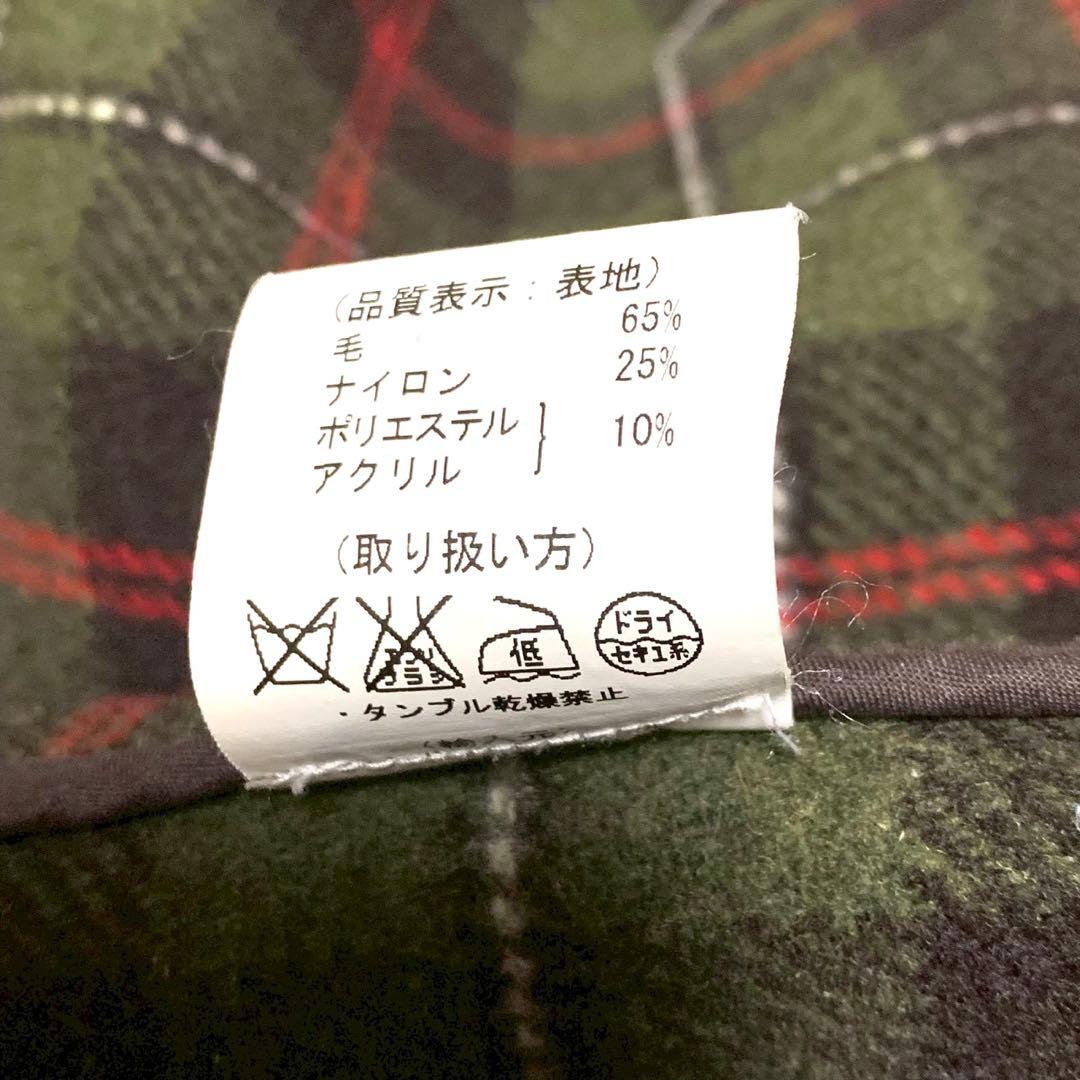 (品質表示:表地)
毛 65%
ナイロン 25%
ポリエステル
アクリル } 10%
(取り扱い方)
低
ドライ
セキユ系
・タンブル乾燥禁止